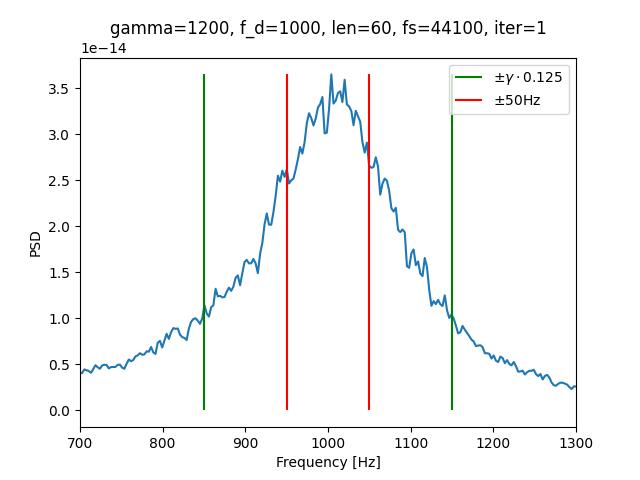 gamma=1200, f_d=1000, len=60, fs=44100, iter=1
1e−14
±γ · 0.125
±50Hz
3.5
3.0
2.5
2.0
1.5
1.0
0.5
0.0
PSD
700 800 900 1000 1100 1200 1300
Frequency [Hz]